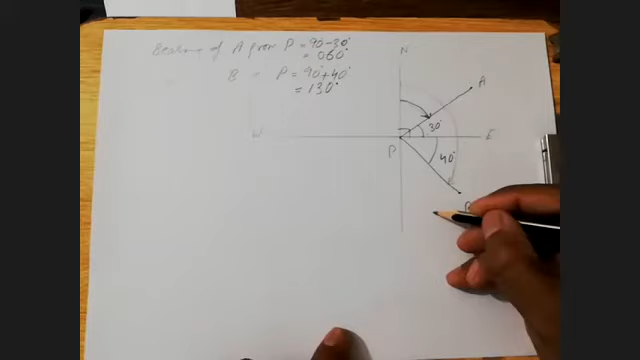 Bearing of A from P = 90° - 30°
= 060°
B " P = 90° + 40°
= 130°
N
A
30°
W
E
P
40°
B